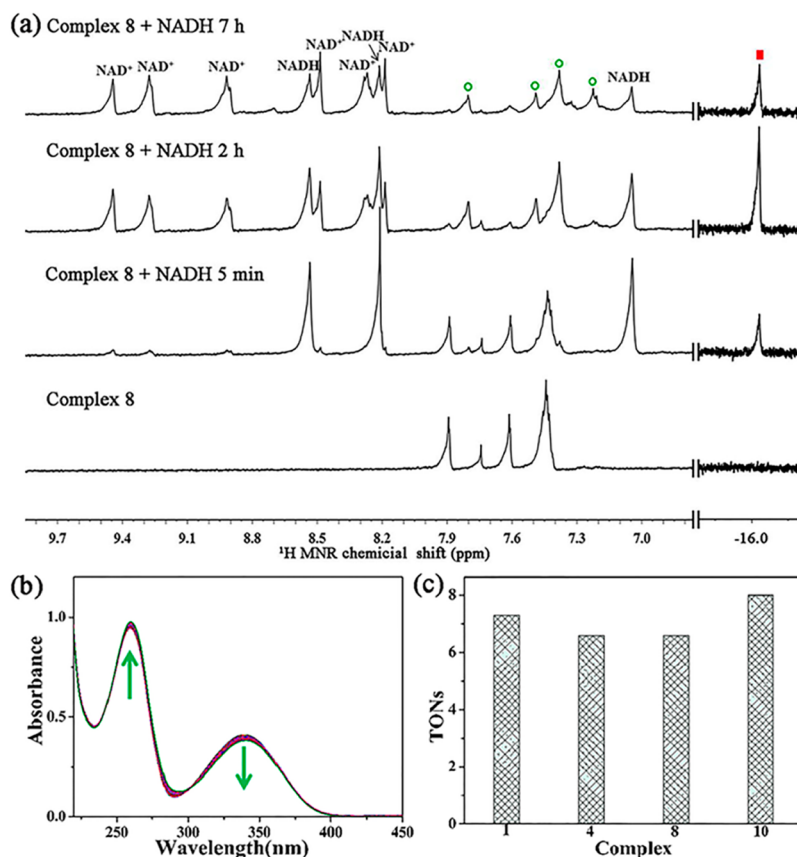 (a) Complex 8 + NADH 7 h
NAD⁺ NAD⁺ NAD⁺ NADH NAD⁺ NAD⁺ NADH NAD⁺ NADH
Complex 8 + NADH 2 h
Complex 8 + NADH 5 min
Complex 8
9.7 9.4 9.1 8.8 8.5 8.2 7.9 7.6 7.3 7.0 -16.0
¹H MNR chemicial shift (ppm)
(b)
1.0
0.5
0.0
Absorbance
250 300 350 400 450
Wavelength(nm)
(c)
8
6
4
2
0
TONs
1 4 8 10
Complex